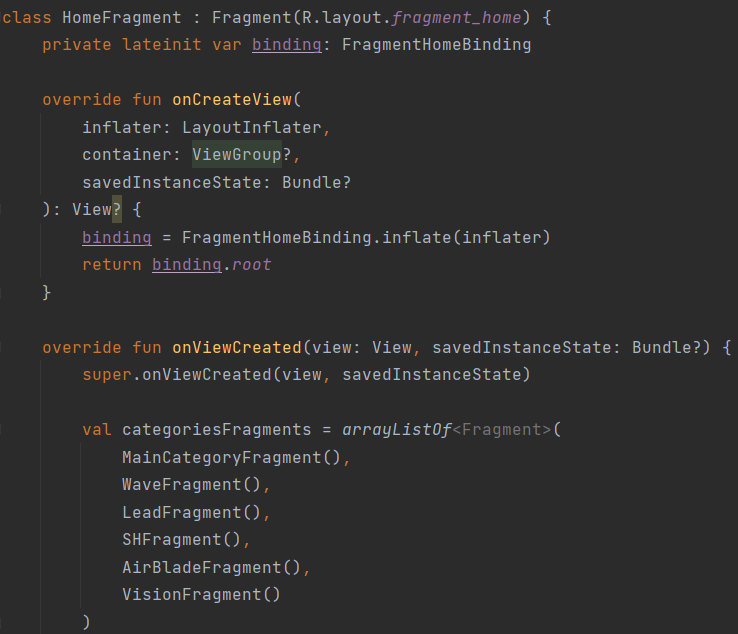 class HomeFragment : Fragment(R.layout.fragment_home) {
    private lateinit var binding: FragmentHomeBinding
    override fun onCreateView(
        inflater: LayoutInflater,
        container: ViewGroup?,
        savedInstanceState: Bundle?
    ): View? {
        binding = FragmentHomeBinding.inflate(inflater)
        return binding.root
    }
    override fun onViewCreated(view: View, savedInstanceState: Bundle?) {
        super.onViewCreated(view, savedInstanceState)
        val categoriesFragments = arrayListOf<Fragment>(
            MainCategoryFragment(),
            WaveFragment(),
            LeadFragment(),
            SHFragment(),
            AirBladeFragment(),
            VisionFragment()
        )